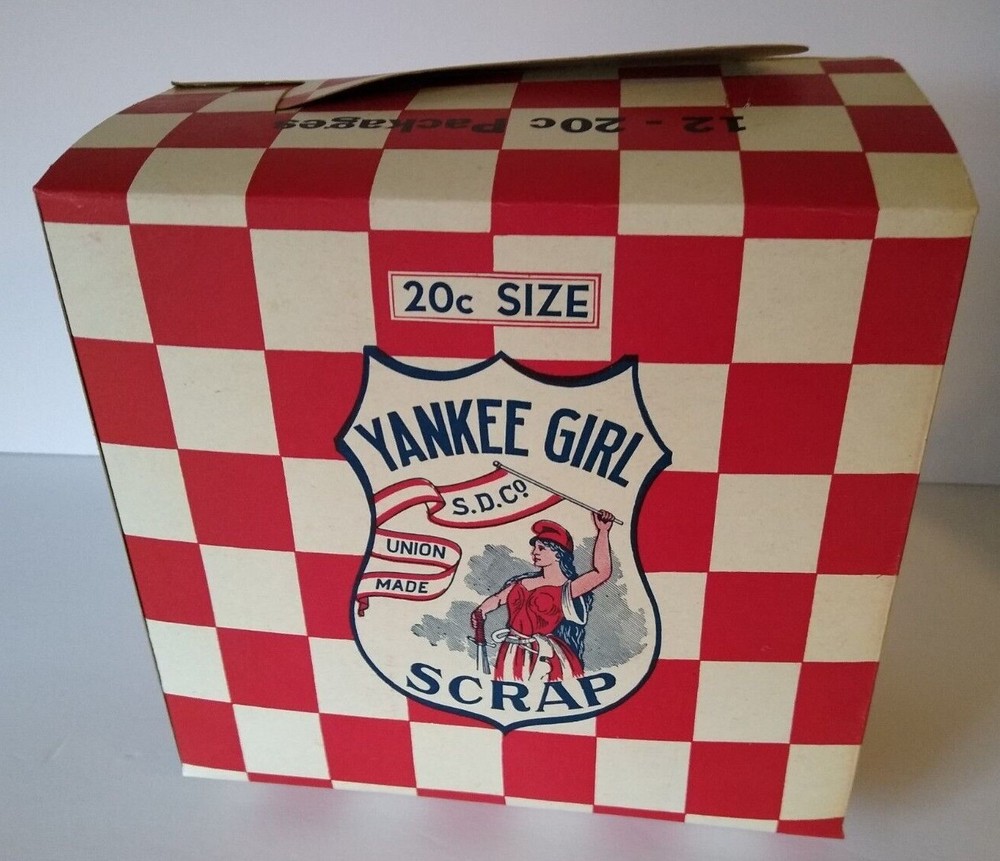 12 - 20c Packages
20c SIZE
YANKEE GIRL
S.D.Co
UNION
MADE
SCRAP